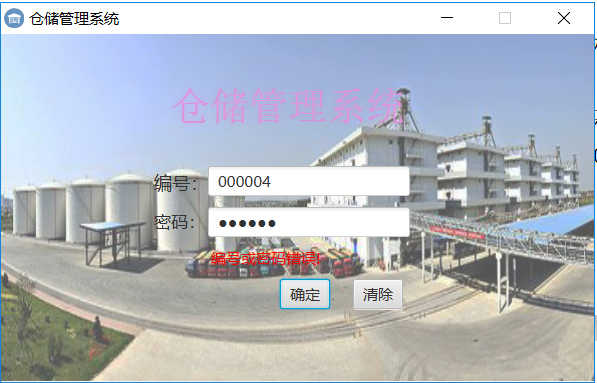 仓储管理系统
仓储管理系统
编号：
000004
密码：
●●●●●●
编号或密码错误!
确定
清除